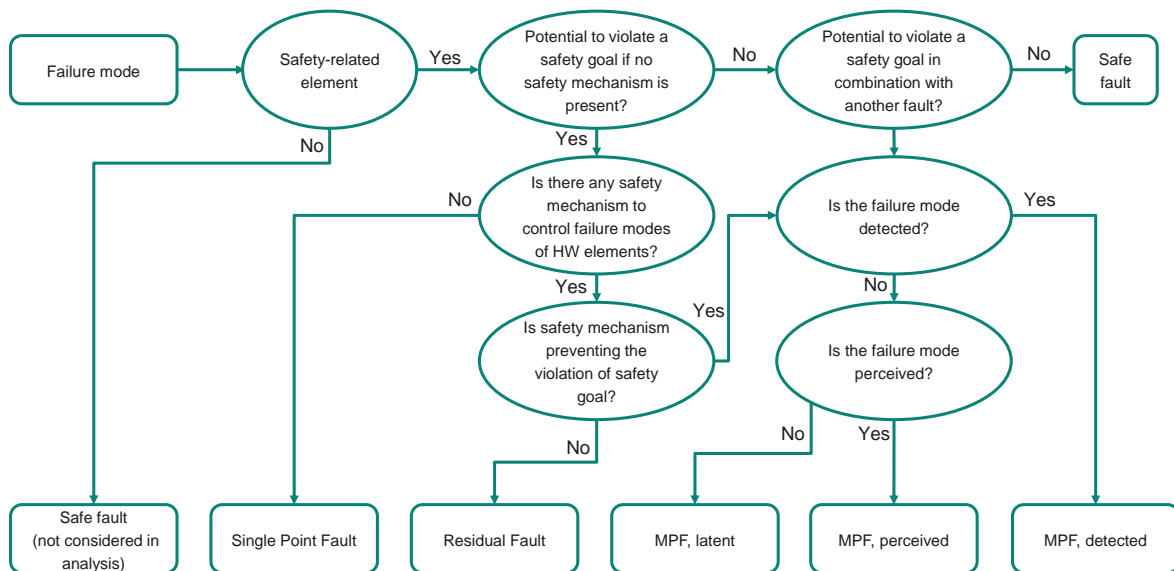 Failure mode
Safety-related
element
Yes
Potential to violate a
safety goal if no
safety mechanism is
present?
No
Potential to violate a
safety goal in
combination with
another fault?
No
Safe
fault
No
Yes
No
Is there any safety
mechanism to
control failure modes
of HW elements?
Is the failure mode
detected?
Yes
Yes
Yes
No
Is safety mechanism
preventing the
violation of safety
goal?
Is the failure mode
perceived?
No
No
Yes
Safe fault
(not considered in
analysis)
Single Point Fault
Residual Fault
MPF, latent
MPF, perceived
MPF, detected